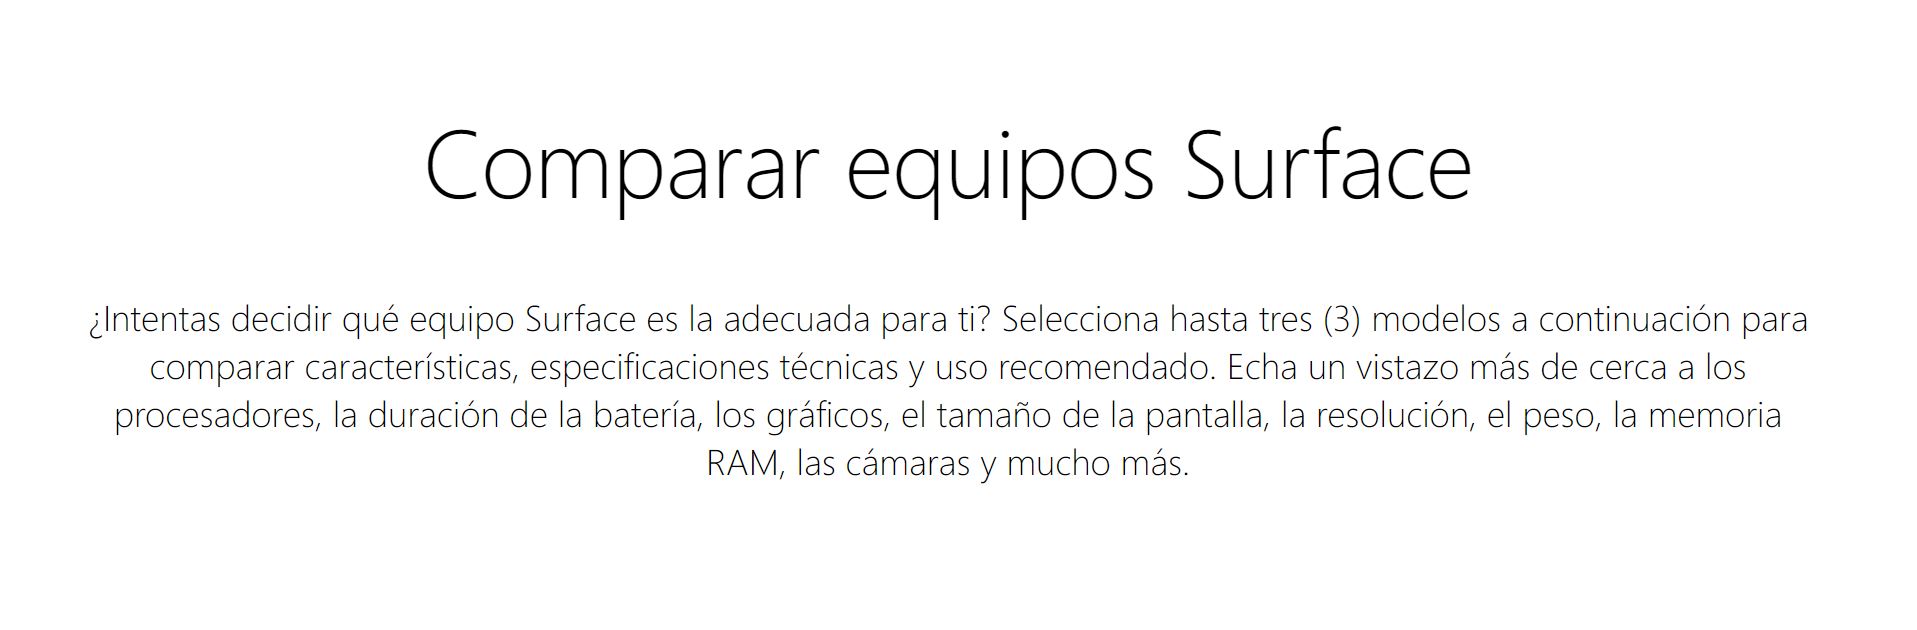 Comparar equipos Surface
¿Intentas decidir qué equipo Surface es la adecuada para ti? Selecciona hasta tres (3) modelos a continuación para
comparar características, especificaciones técnicas y uso recomendado. Echa un vistazo más de cerca a los
procesadores, la duración de la batería, los gráficos, el tamaño de la pantalla, la resolución, el peso, la memoria
RAM, las cámaras y mucho más.